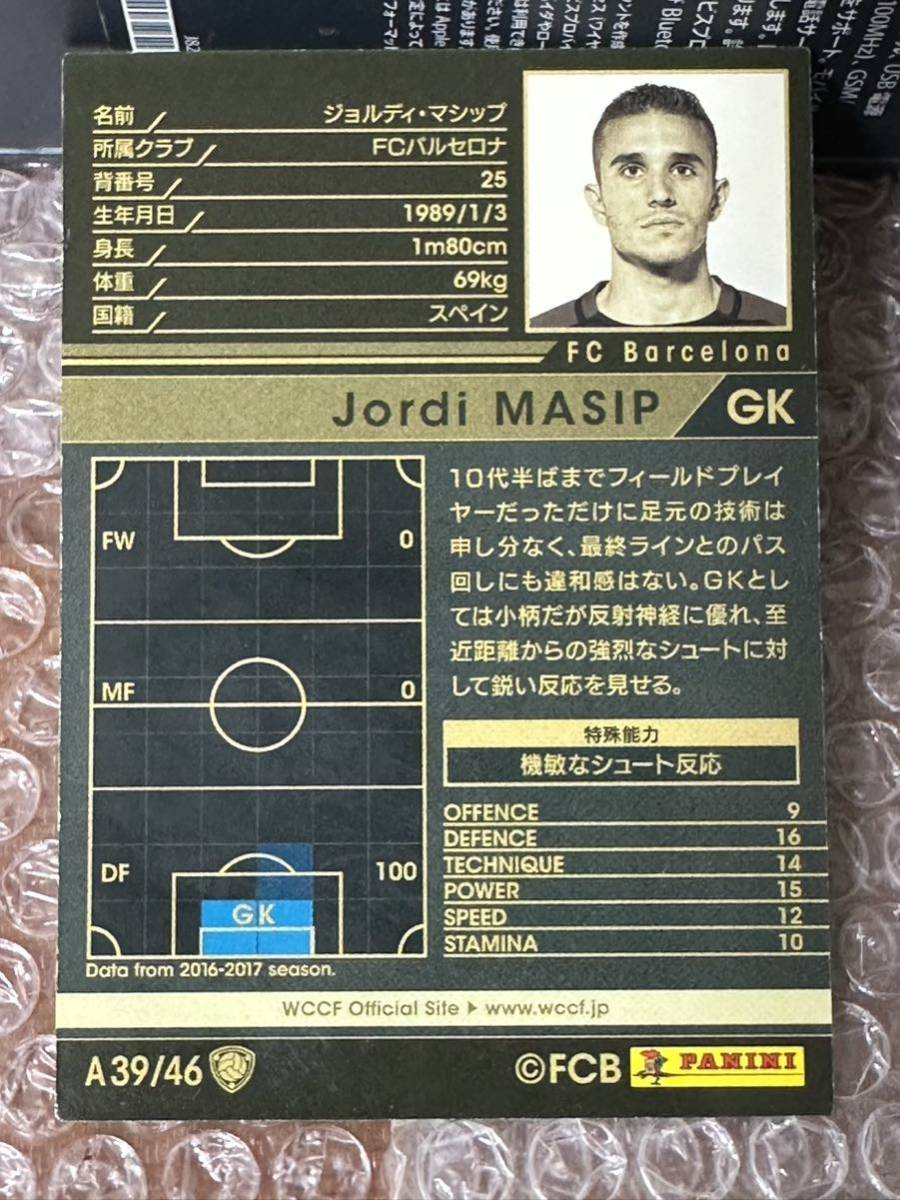 名前 ジョルディ・マシップ
所属クラブ FCバルセロナ
背番号 25
生年月日 1989/1/3
身長 1m80cm
体重 69kg
国籍 スペイン
FC Barcelona
Jordi MASIP GK
FW 0
MF 0
DF 100
GK
Data from 2016-2017 season.
10代半ばまでフィールドプレイ
ヤーだっただけに足元の技術は
申し分なく、最終ラインとのパス
回しにも違和感はない。GKとし
ては小柄だが反射神経に優れ、至
近距離からの強烈なシュートに対
して鋭い反応を見せる。
特殊能力
機敏なシュート反応
OFFENCE 9
DEFENCE 16
TECHNIQUE 14
POWER 15
SPEED 12
STAMINA 10
WCCF Official Site ▶ www.wccf.jp
A39/46
©FCB PANINI